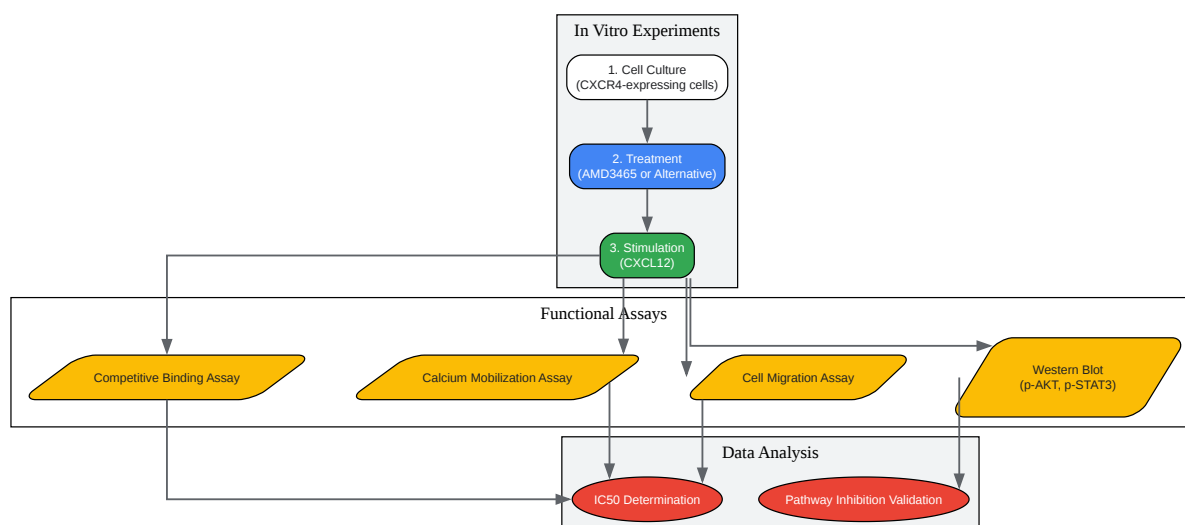 In Vitro Experiments
1. Cell Culture
(CXCR4-expressing cells)
2. Treatment
(AMD3465 or Alternative)
3. Stimulation
(CXCL12)
Functional Assays
Competitive Binding Assay
Calcium Mobilization Assay
Cell Migration Assay
Western Blot
(p-AKT, p-STAT3)
Data Analysis
IC50 Determination
Pathway Inhibition Validation